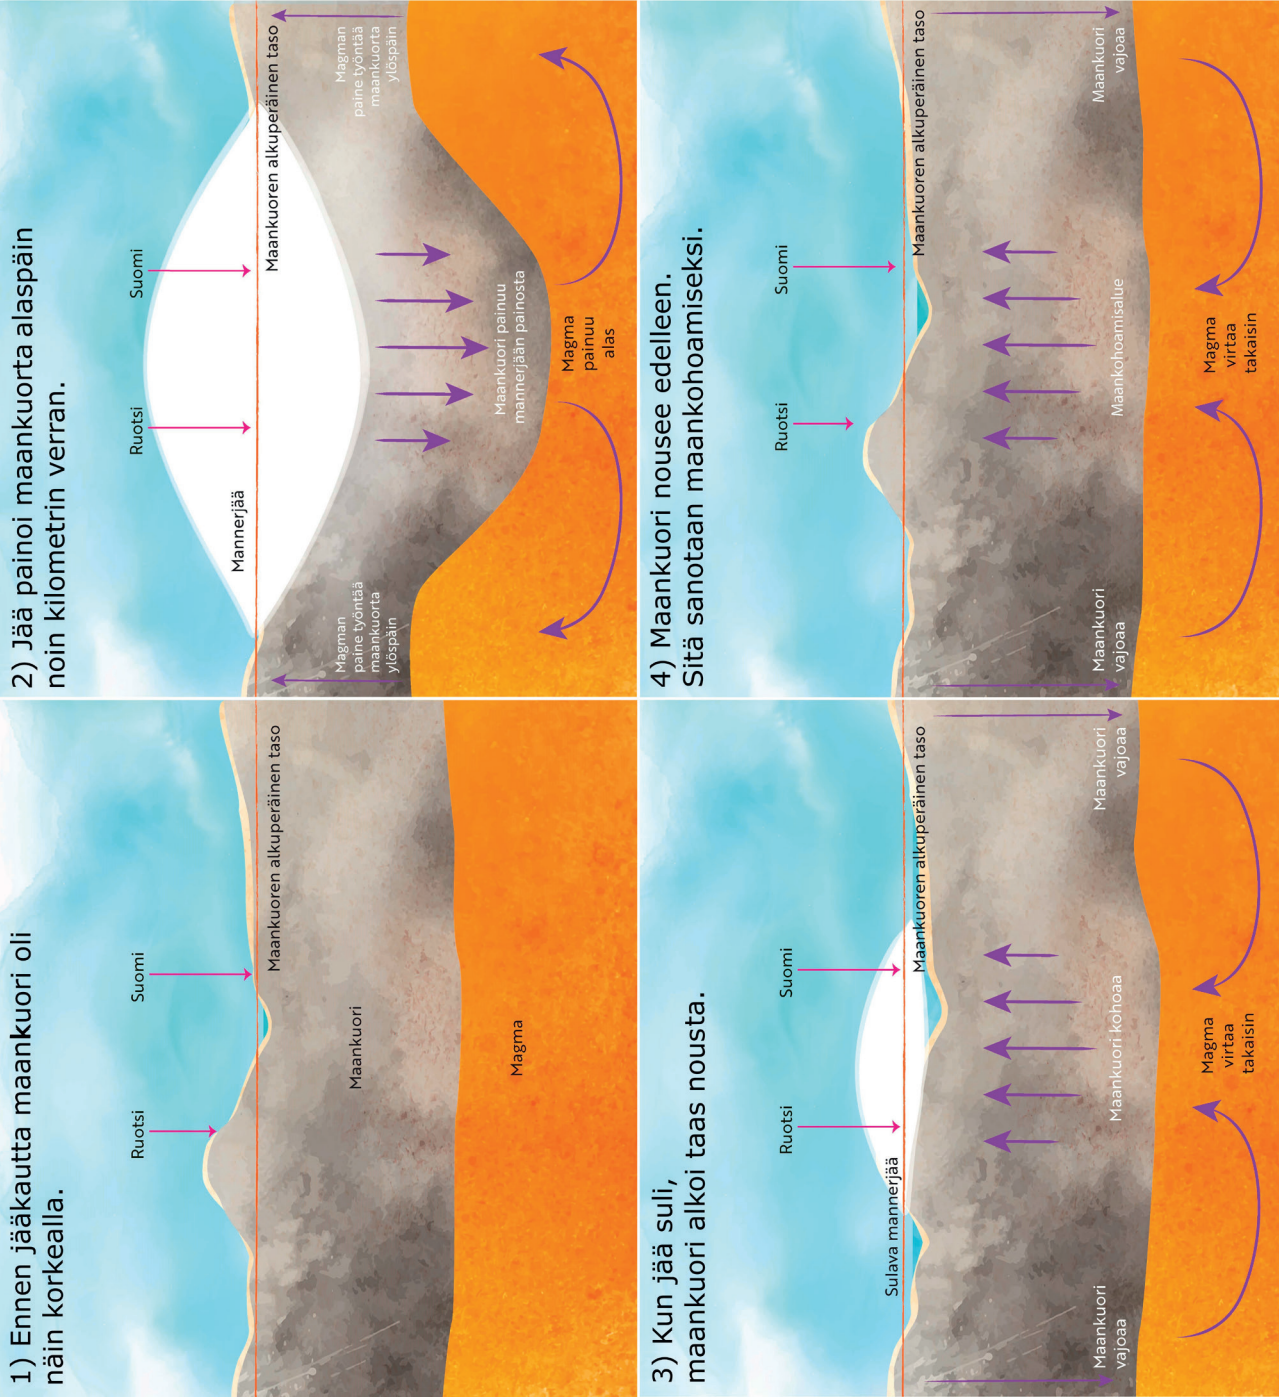 1) Ennen jääkautta maankuori oli
näin korkealla.
Ruotsi
Suomi
Maankuoren alkuperäinen taso
Maankuori
Magma
2) Jää painoi maankuorta alaspäin
noin kilometrin verran.
Ruotsi
Suomi
Mannerjää
Maankuoren alkuperäinen taso
Magman
paine työntää
maankuorta
ylöspäin
Magman
paine työntää
maankuorta
ylöspäin
Maankuori painuu
mannerjään painosta
Magma
painuu
alas
3) Kun jää suli,
maankuori alkoi taas nousta.
Ruotsi
Suomi
Sulava mannerjää
Maankuoren alkuperäinen taso
Maankuori
vajoaa
Maankuori kohoaa
Maankuori
vajoaa
Magma
virtaa
takaisin
4) Maankuori nousee edelleen.
Sitä sanotaan maankohoamiseksi.
Ruotsi
Suomi
Maankuoren alkuperäinen taso
Maankuori
vajoaa
Maankohoamisalue
Maankuori
vajoaa
Magma
virtaa
takaisin